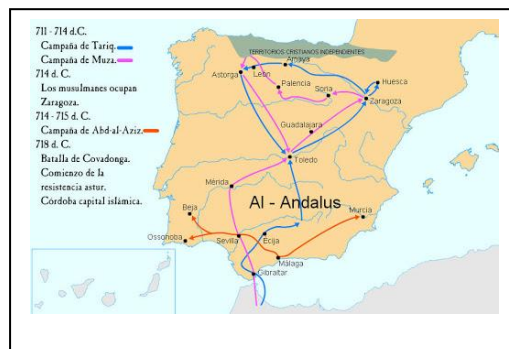 711 - 714 d.C.
Campaña de Tariq.
Campaña de Muza.
714 d. C.
Los musulmanes ocupan
Zaragoza.
714 - 715 d.C.
Campaña de Abd-al-Aziz.
718 d. C.
Batalla de Covadonga.
Comienzo de la
resistencia astur.
Córdoba capital islámica.
TERRITORIOS CRISTIANOS INDEPENDIENTES
Amaya
León
Astorga
Palencia
Soria
Huesca
Zaragoza
Guadalajara
Toledo
Mérida
Al - Andalus
Beja
Murcia
Ossonoba
Sevilla
Ecija
Málaga
Gibraltar